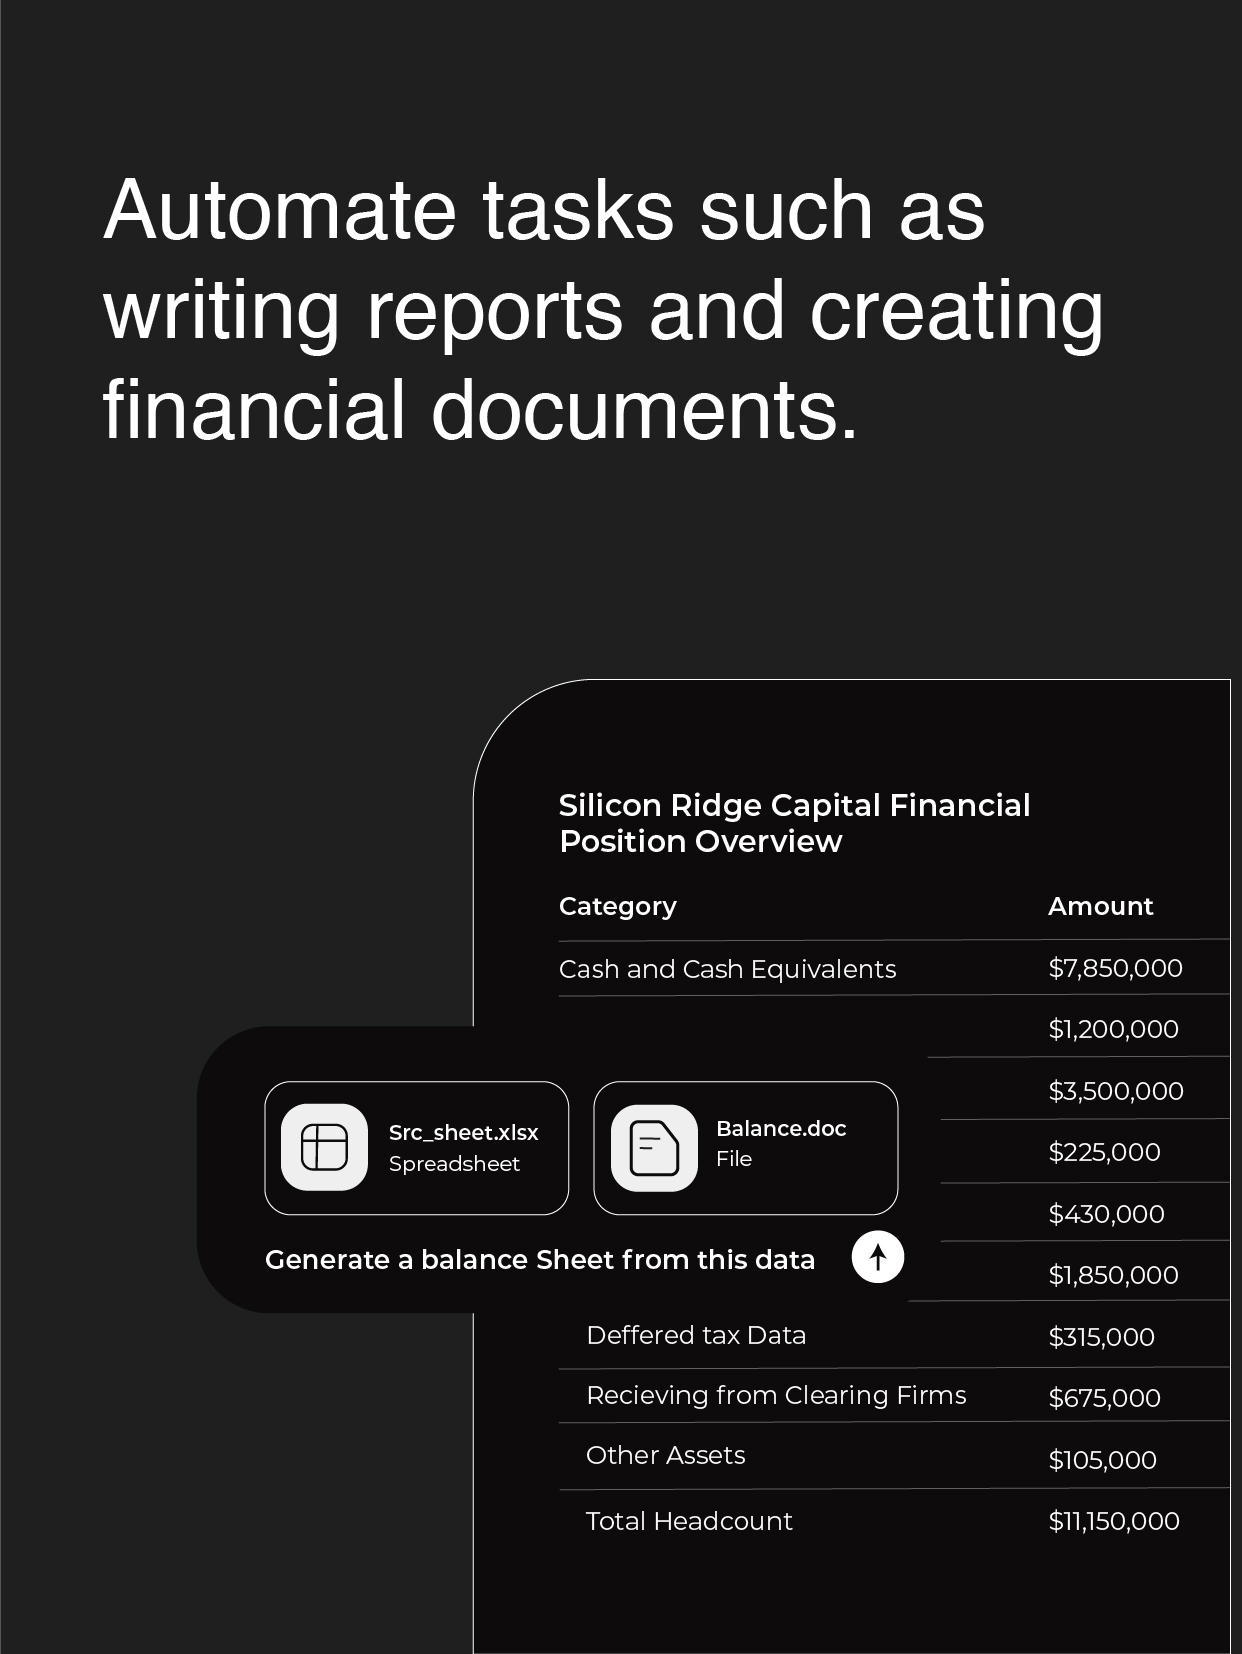 Automate tasks such as
writing reports and creating
financial documents.
Silicon Ridge Capital Financial
Position Overview
Category Amount
Cash and Cash Equivalents $7,850,000
$1,200,000
$3,500,000
Src_sheet.xlsx
Spreadsheet
Balance.doc
File
$225,000
$430,000
Generate a balance Sheet from this data
$1,850,000
Deffered tax Data $315,000
Recieving from Clearing Firms $675,000
Other Assets $105,000
Total Headcount $11,150,000